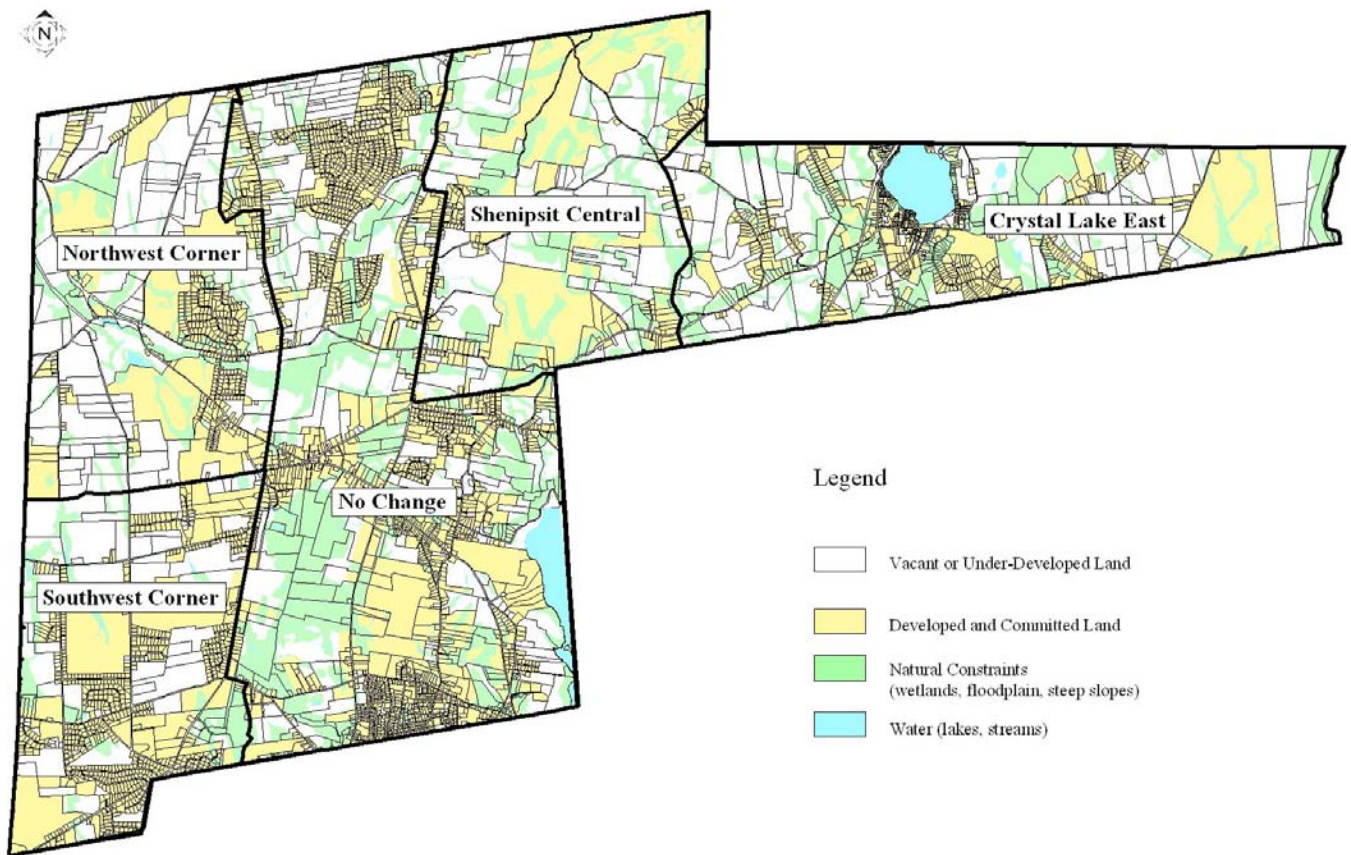 N
Shenipsit Central
Crystal Lake East
Northwest Corner
No Change
Southwest Corner
Legend
Vacant or Under-Developed Land
Developed and Committed Land
Natural Constraints
(wetlands, floodplain, steep slopes)
Water (lakes, streams)